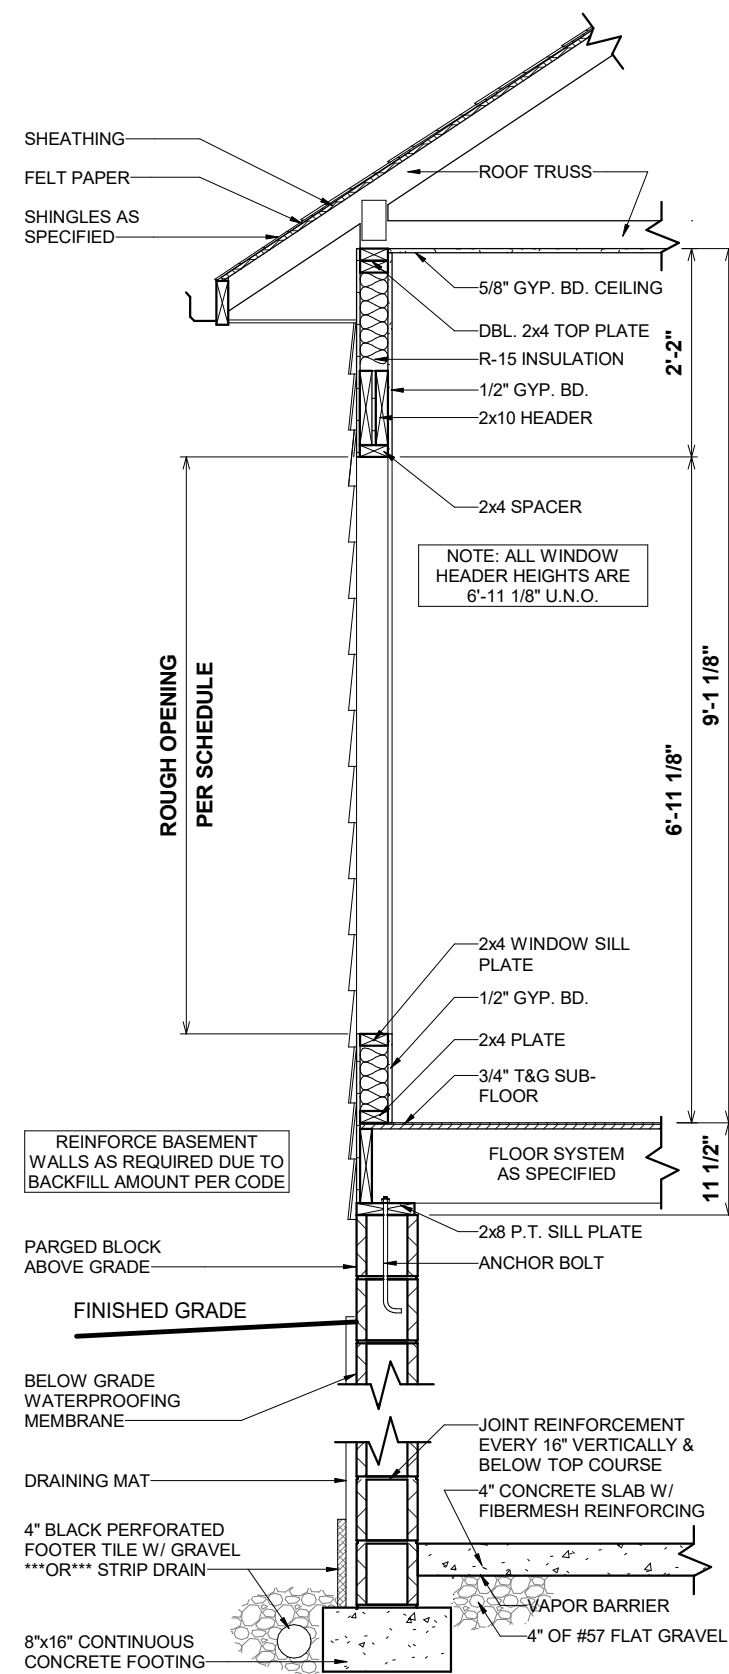 SHEATHING
FELT PAPER
SHINGLES AS
SPECIFIED
ROOF TRUSS
5/8" GYP. BD. CEILING
DBL. 2x4 TOP PLATE
R-15 INSULATION
1/2" GYP. BD.
2x10 HEADER
2x4 SPACER
2'-2"
NOTE: ALL WINDOW
HEADER HEIGHTS ARE
6'-11 1/8" U.N.O.
ROUGH OPENING
PER SCHEDULE
9'-1 1/8"
6'-11 1/8"
2x4 WINDOW SILL
PLATE
1/2" GYP. BD.
2x4 PLATE
3/4" T&G SUB-
FLOOR
REINFORCE BASEMENT
WALLS AS REQUIRED DUE TO
BACKFILL AMOUNT PER CODE
FLOOR SYSTEM
AS SPECIFIED
11 1/2"
2x8 P.T. SILL PLATE
PARGED BLOCK
ABOVE GRADE
ANCHOR BOLT
FINISHED GRADE
BELOW GRADE
WATERPROOFING
MEMBRANE
JOINT REINFORCEMENT
EVERY 16" VERTICALLY &
BELOW TOP COURSE
DRAINING MAT
4" CONCRETE SLAB W/
FIBERMESH REINFORCING
4" BLACK PERFORATED
FOOTER TILE W/ GRAVEL
***OR*** STRIP DRAIN
VAPOR BARRIER
4" OF #57 FLAT GRAVEL
8"x16" CONTINUOUS
CONCRETE FOOTING